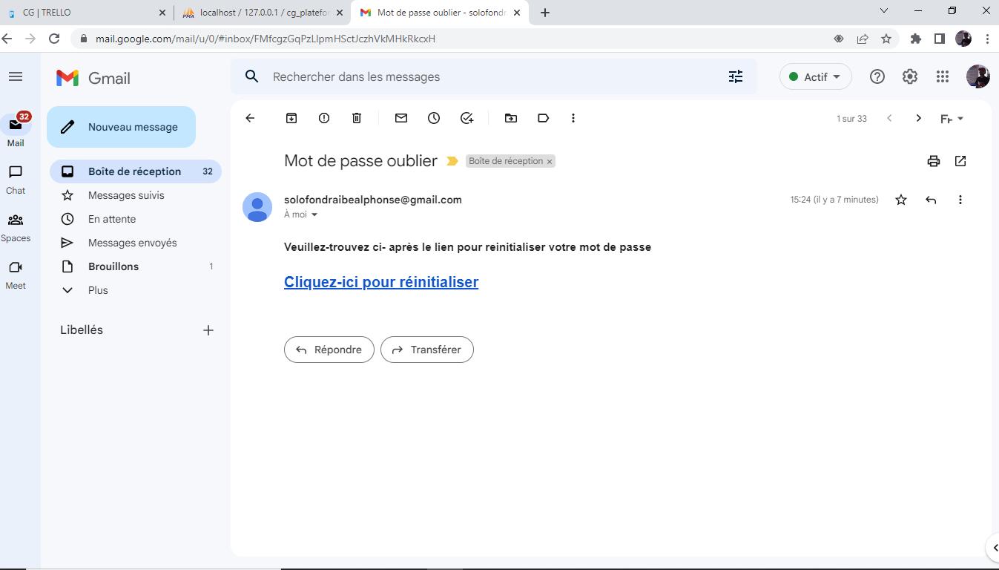 CG | TRELLO
localhost / 127.0.0.1 / cg_platefor
Mot de passe oublier - solofondr
mail.google.com/mail/u/0/#inbox/FMfcgzGqPzLlpmHSctJczhVkMHkRkcxH
Gmail
Rechercher dans les messages
Actif
32
Mail
Chat
Spaces
Meet
Nouveau message
Boîte de réception 32
Messages suivis
En attente
Messages envoyés
Brouillons 1
Plus
Libellés
1 sur 33
Mot de passe oublier
Boîte de réception ×
solofondraibealphonse@gmail.com
15:24 (il y a 7 minutes)
À moi
Veuillez-trouvez ci- après le lien pour reinitialiser votre mot de passe
Cliquez-ici pour réinitialiser
Répondre
Transférer